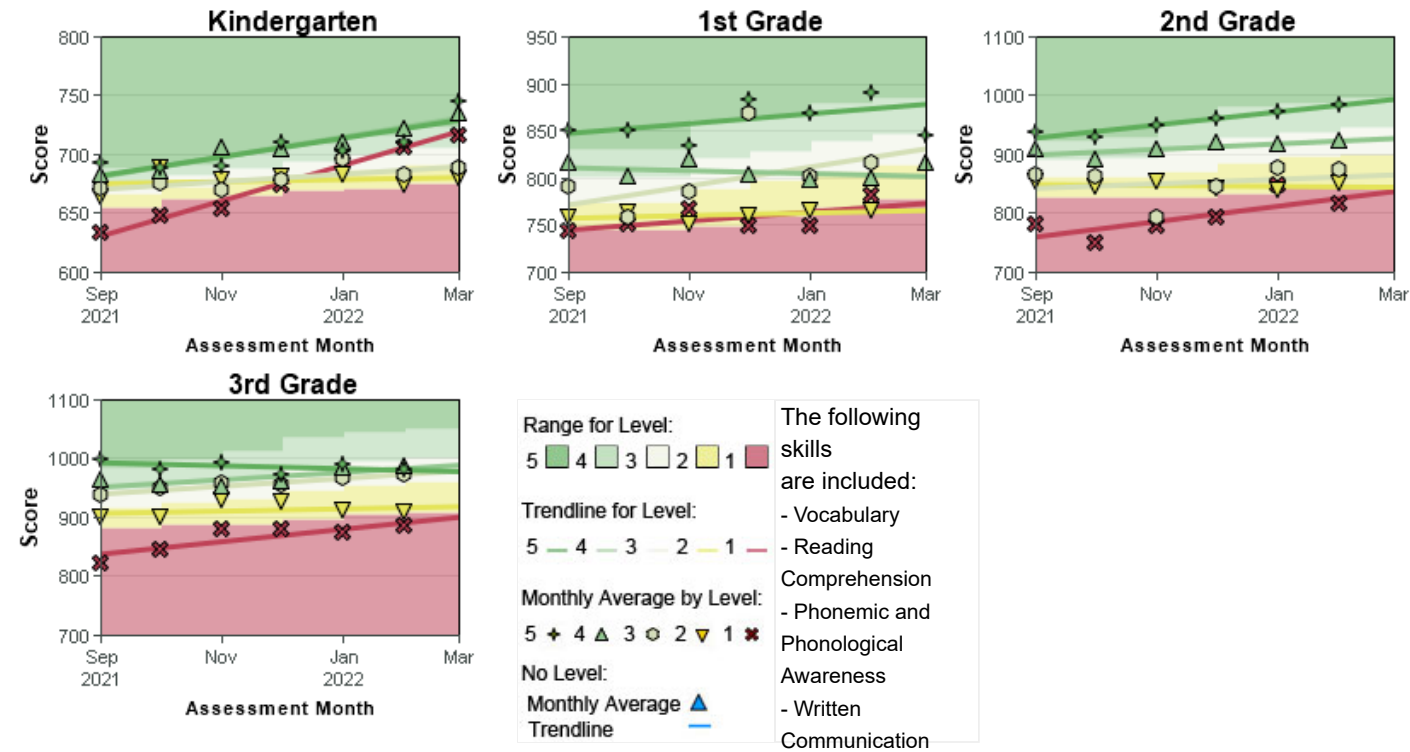 Kindergarten
800
750
700
650
600
Score
Sep
2021
Nov
Jan
2022
Mar
Assessment Month
1st Grade
950
900
850
800
750
700
Score
Sep
2021
Nov
Jan
2022
Mar
Assessment Month
2nd Grade
1100
1000
900
800
700
Score
Sep
2021
Nov
Jan
2022
Mar
Assessment Month
3rd Grade
1100
1000
900
800
700
Score
Sep
2021
Nov
Jan
2022
Mar
Assessment Month
Range for Level:
5 4 3 2 1
Trendline for Level:
5 4 3 2 1
Monthly Average by Level:
5 4 3 2 1
No Level:
Monthly Average
Trendline
The following
skills
are included:
- Vocabulary
- Reading
Comprehension
- Phonemic and
Phonological
Awareness
- Written
Communication